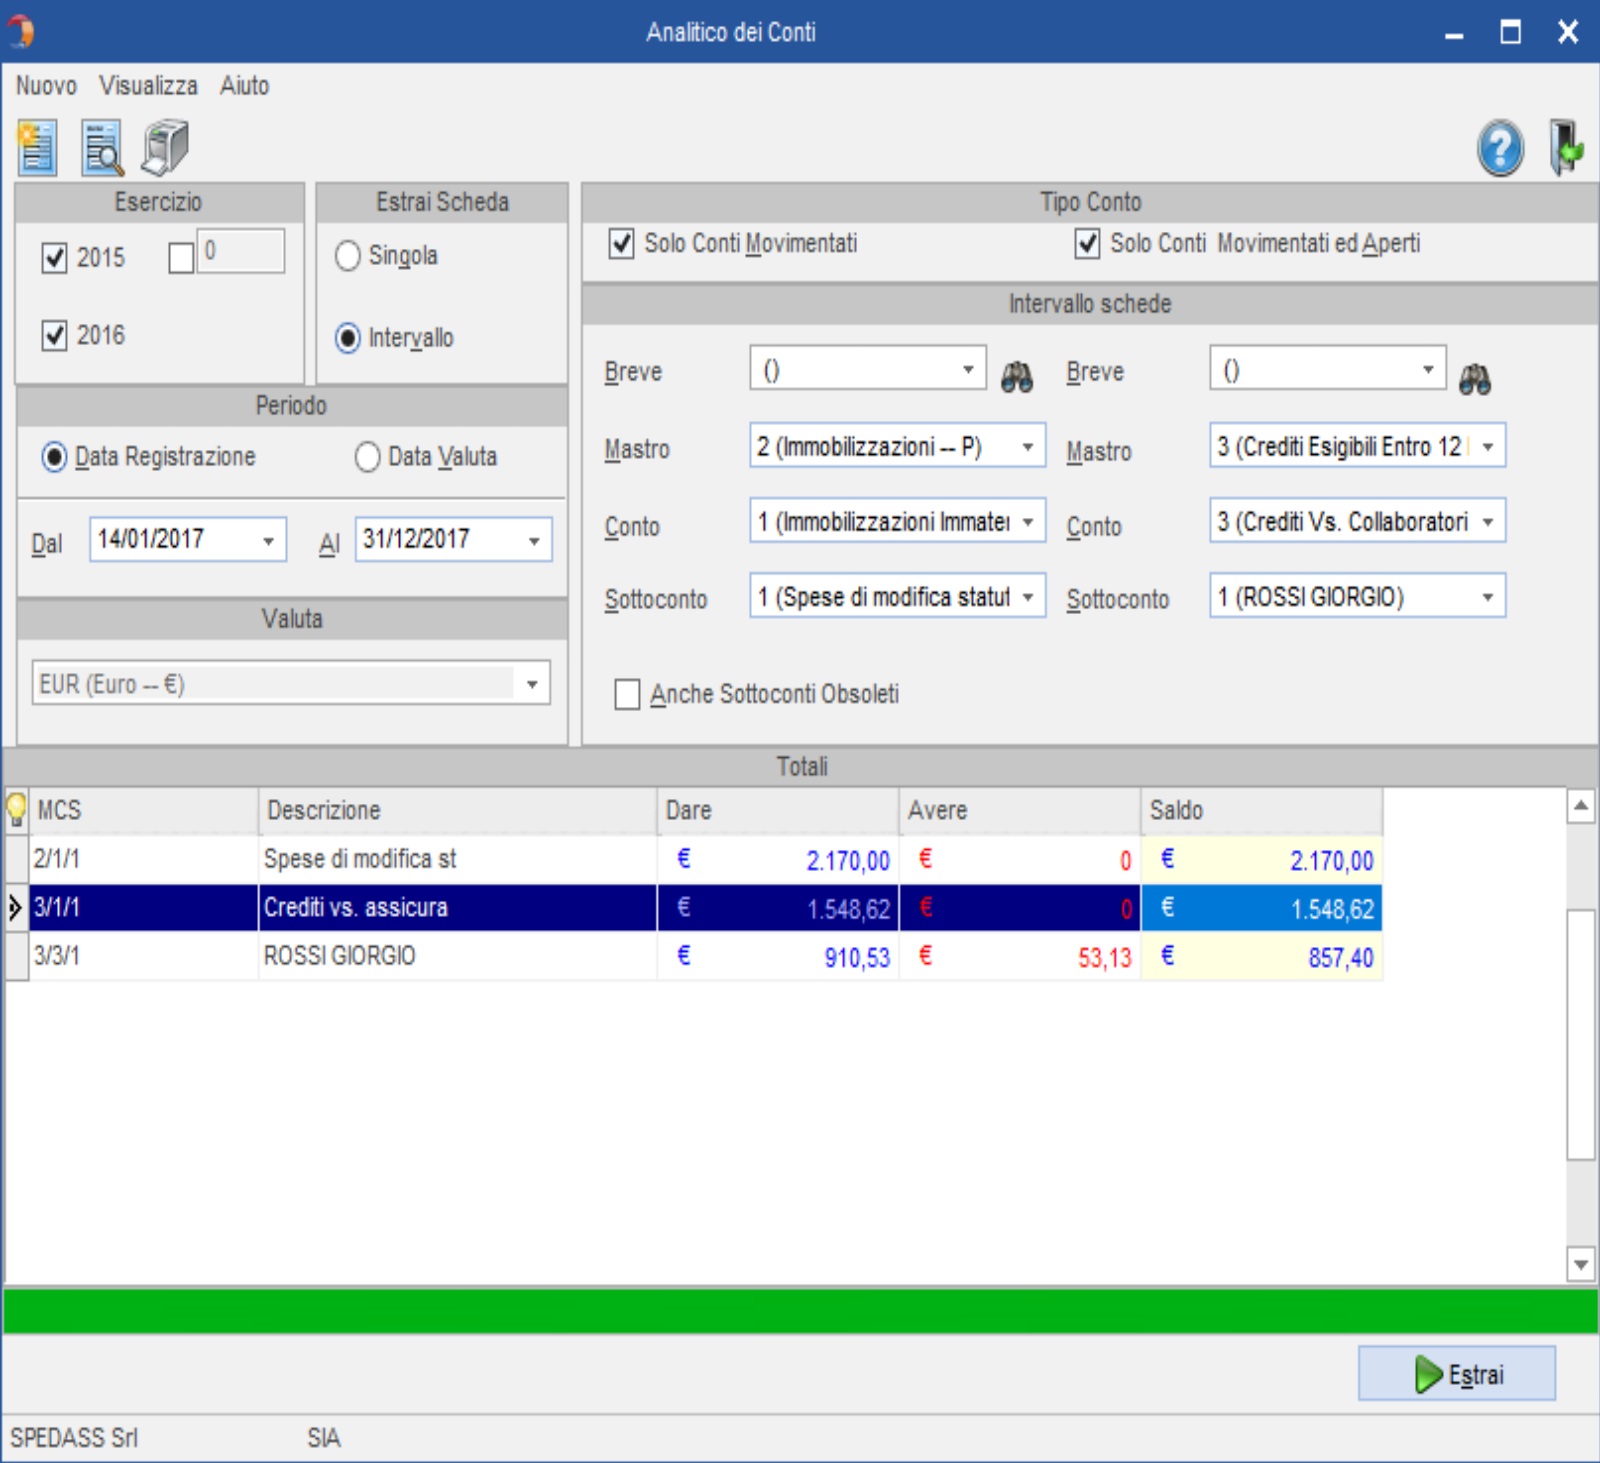 Analitico dei Conti
Nuovo Visualizza Aiuto
Esercizio
2015 0
2016
Estrai Scheda
Singola
Intervallo
Tipo Conto
Solo Conti Movimentati Solo Conti Movimentati ed Aperti
Periodo
Data Registrazione Data Valuta
Dal 14/01/2017 Al 31/12/2017
Valuta
EUR (Euro -- €)
Intervallo schede
Breve () Breve ()
Mastro 2 (Immobilizzazioni -- P) Mastro 3 (Crediti Esigibili Entro 12
Conto 1 (Immobilizzazioni Immater Conto 3 (Crediti Vs. Collaboratori
Sottoconto 1 (Spese di modifica statut Sottoconto 1 (ROSSI GIORGIO)
Anche Sottoconti Obsoleti
Totali
MCS Descrizione Dare Avere Saldo
2/1/1 Spese di modifica st € 2.170,00 € 0 € 2.170,00
3/1/1 Crediti vs. assicura € 1.548,62 € 0 € 1.548,62
3/3/1 ROSSI GIORGIO € 910,53 € 53,13 € 857,40
Estrai
SPEDASS Srl SIA